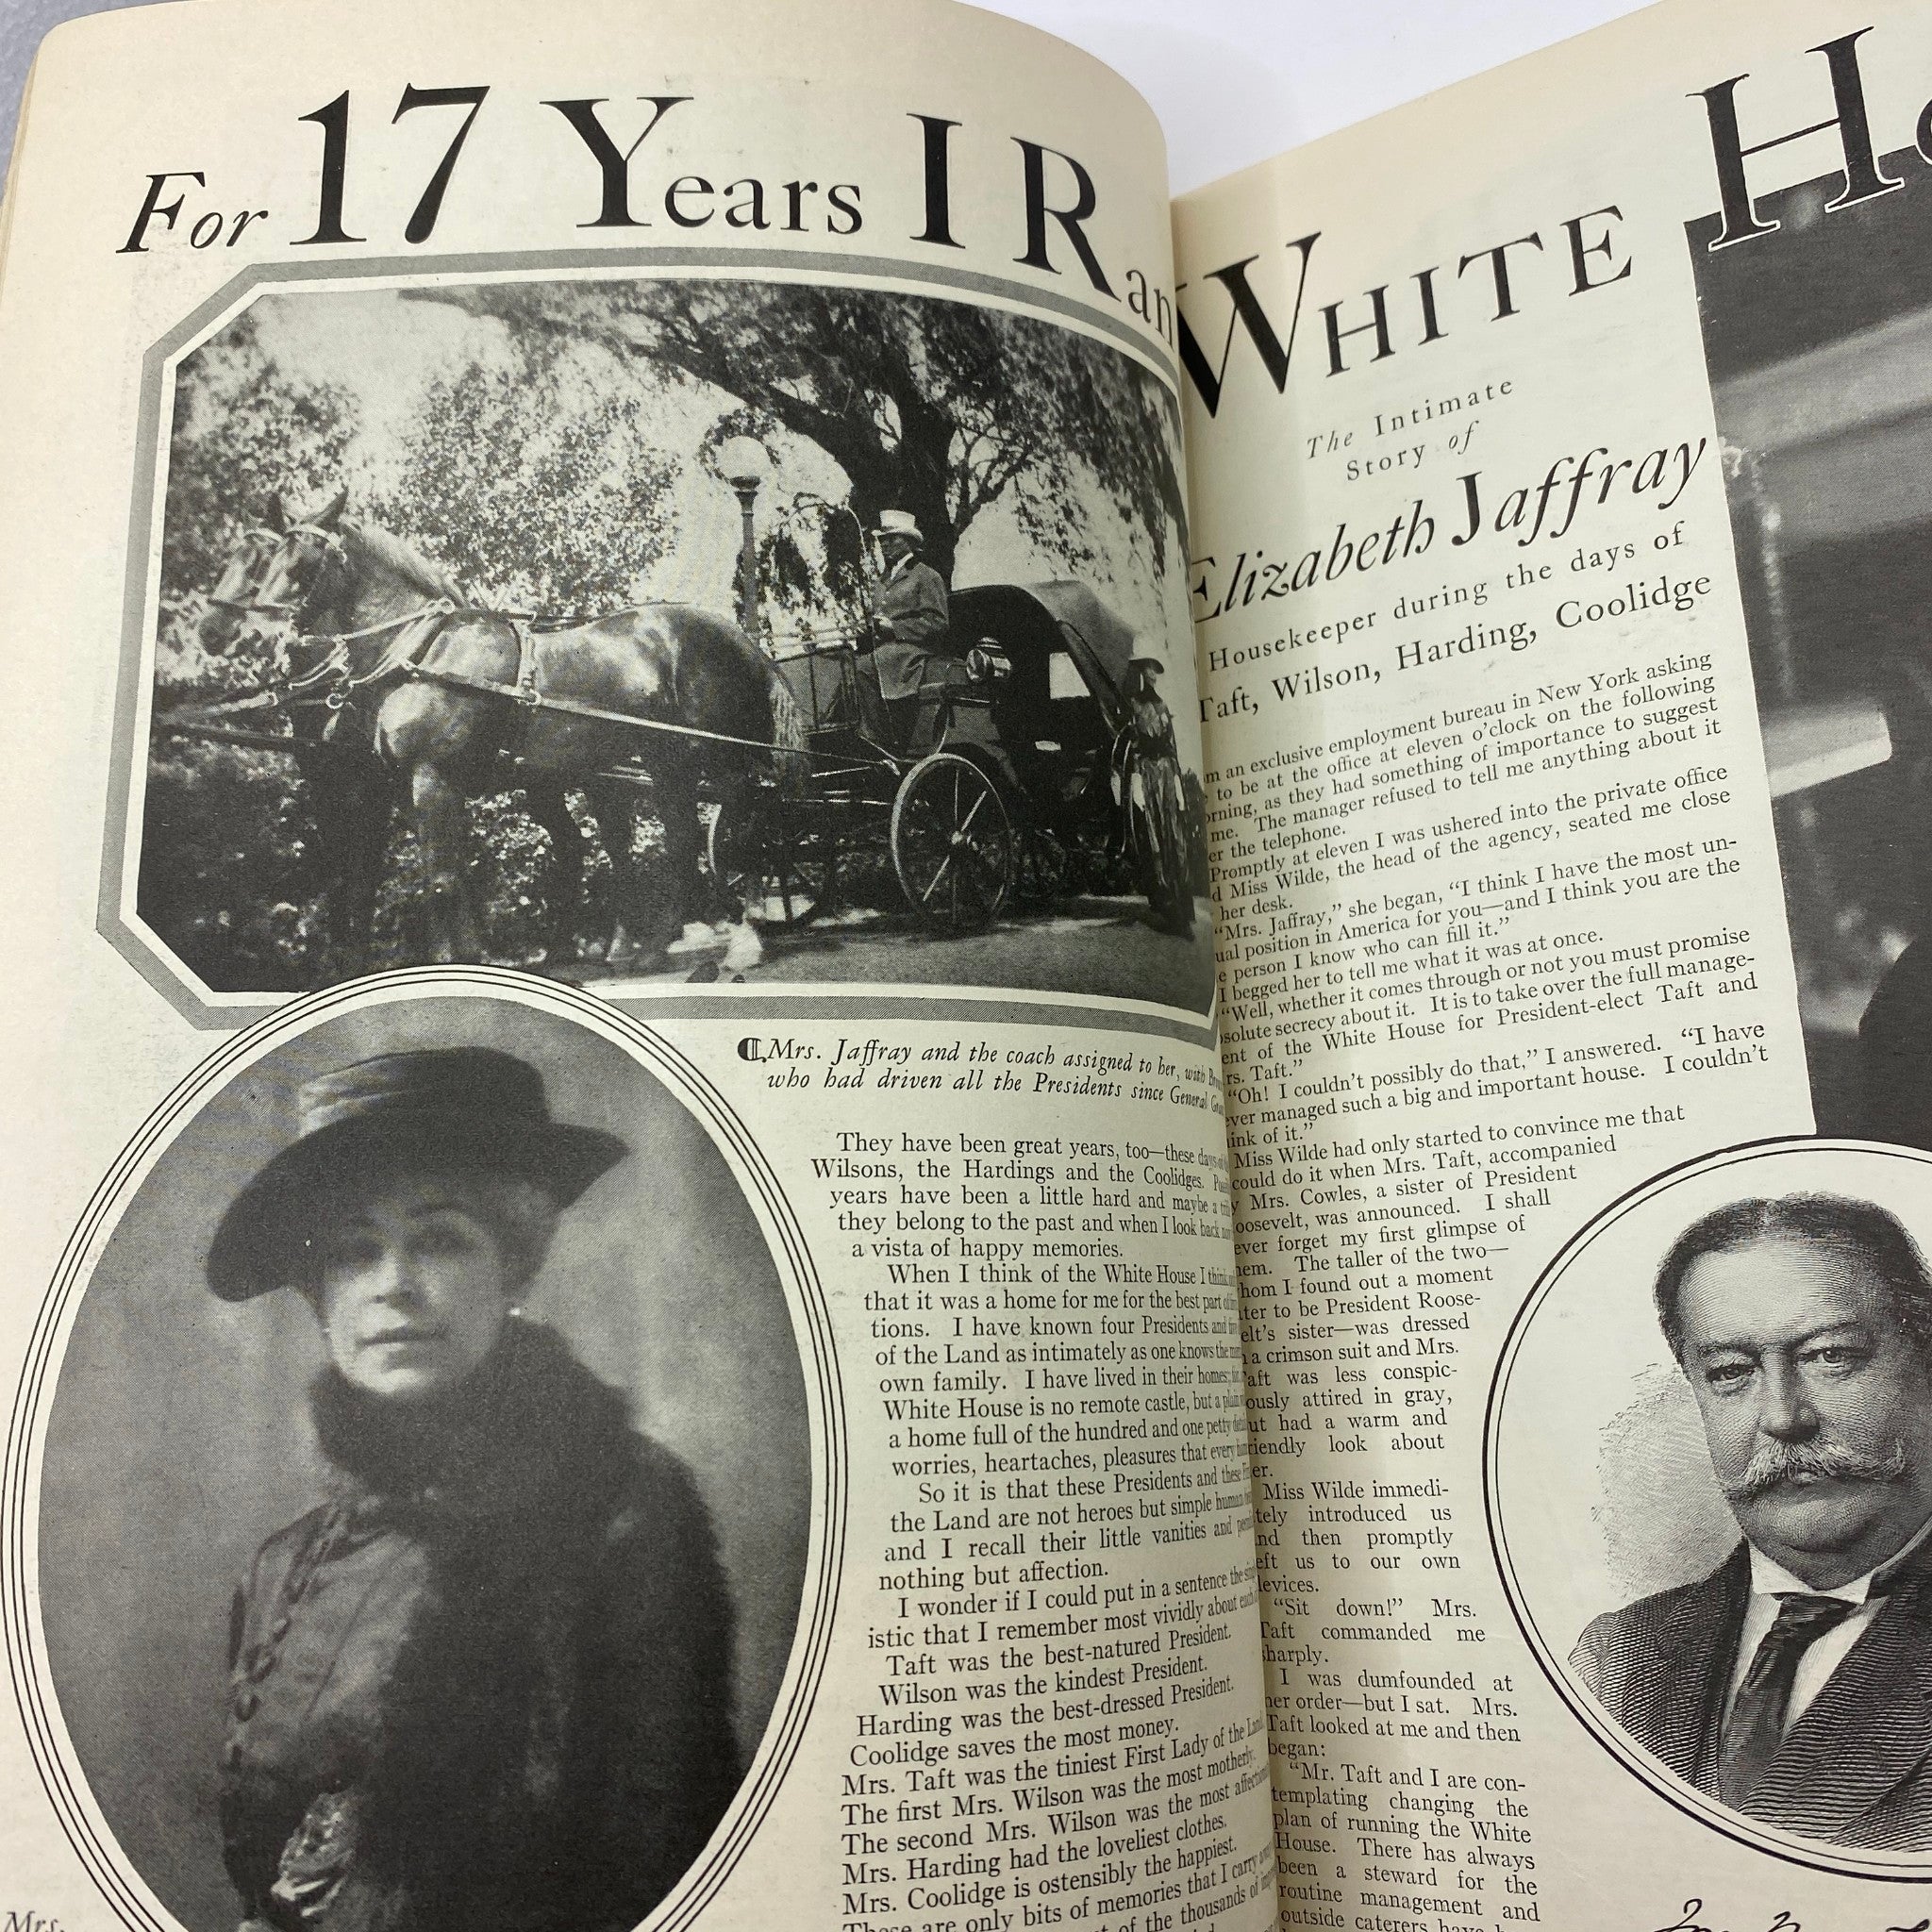 For 17 Years I Ran
Mrs. Jaffray and the coach assigned to her, with
who had driven all the Presidents since General
They have been great years, too—these days
Wilsons, the Hardings and the Coolidges.
years have been a little hard and maybe a
they belong to the past and when I look back
a vista of happy memories.
When I think of the White House I think
that it was a home for me for the best part
tions. I have known four Presidents and
of the Land as intimately as one knows the
own family. I have lived in their homes;
White House is no remote castle, but a plain
a home full of the hundred and one petty
worries, heartaches, pleasures that every
So it is that these Presidents and these
the Land are not heroes but simple human
and I recall their little vanities and
nothing but affection.
I wonder if I could put in a sentence the
istic that I remember most vividly about each
Taft was the best-natured President.
Wilson was the kindest President.
Harding was the best-dressed President.
Coolidge saves the most money.
Mrs. Taft was the tiniest First Lady of the Land.
The first Mrs. Wilson was the most motherly.
The second Mrs. Wilson was the most
Mrs. Harding had the loveliest clothes.
Mrs. Coolidge is ostensibly the happiest.
These are only bits of memories that I carry
of the thousands of
Mrs.
WHITE
The Intimate
Story of
Elizabeth Jaffray
Housekeeper during the days of
Taft, Wilson, Harding, Coolidge
an exclusive employment bureau in New York asking
to be at the office at eleven o'clock on the following
as they had something of importance to suggest
me. The manager refused to tell me anything about it
the telephone.
Promptly at eleven I was ushered into the private office
Miss Wilde, the head of the agency, seated me close
her desk.
"Mrs. Jaffray," she began, "I think I have the most un-
position in America for you—and I think you are the
person I know who can fill it."
I begged her to tell me what it was at once.
"Well, whether it comes through or not you must promise
secrecy about it. It is to take over the full manage-
of the White House for President-elect Taft and
Taft."
"Oh! I couldn't possibly do that," I answered. "I have
managed such a big and important house. I couldn't
of it."
Miss Wilde had only started to convince me that
could do it when Mrs. Taft, accompanied
Mrs. Cowles, a sister of President
was announced. I shall
forget my first glimpse of
The taller of the two—
I found out a moment
to be President Roose-
sister—was dressed
a crimson suit and Mrs.
Taft was less conspic-
ously attired in gray,
had a warm and
look about
Miss Wilde immedi-
tely introduced us
then promptly
us to our own
"Sit down!" Mrs.
Taft commanded me
sharply.
I was dumfounded at
her order—but I sat. Mrs.
Taft looked at me and then
began:
"Mr. Taft and I are con-
templating changing the
plan of running the White
House. There has always
been a steward for the
routine management and
outside caterers have